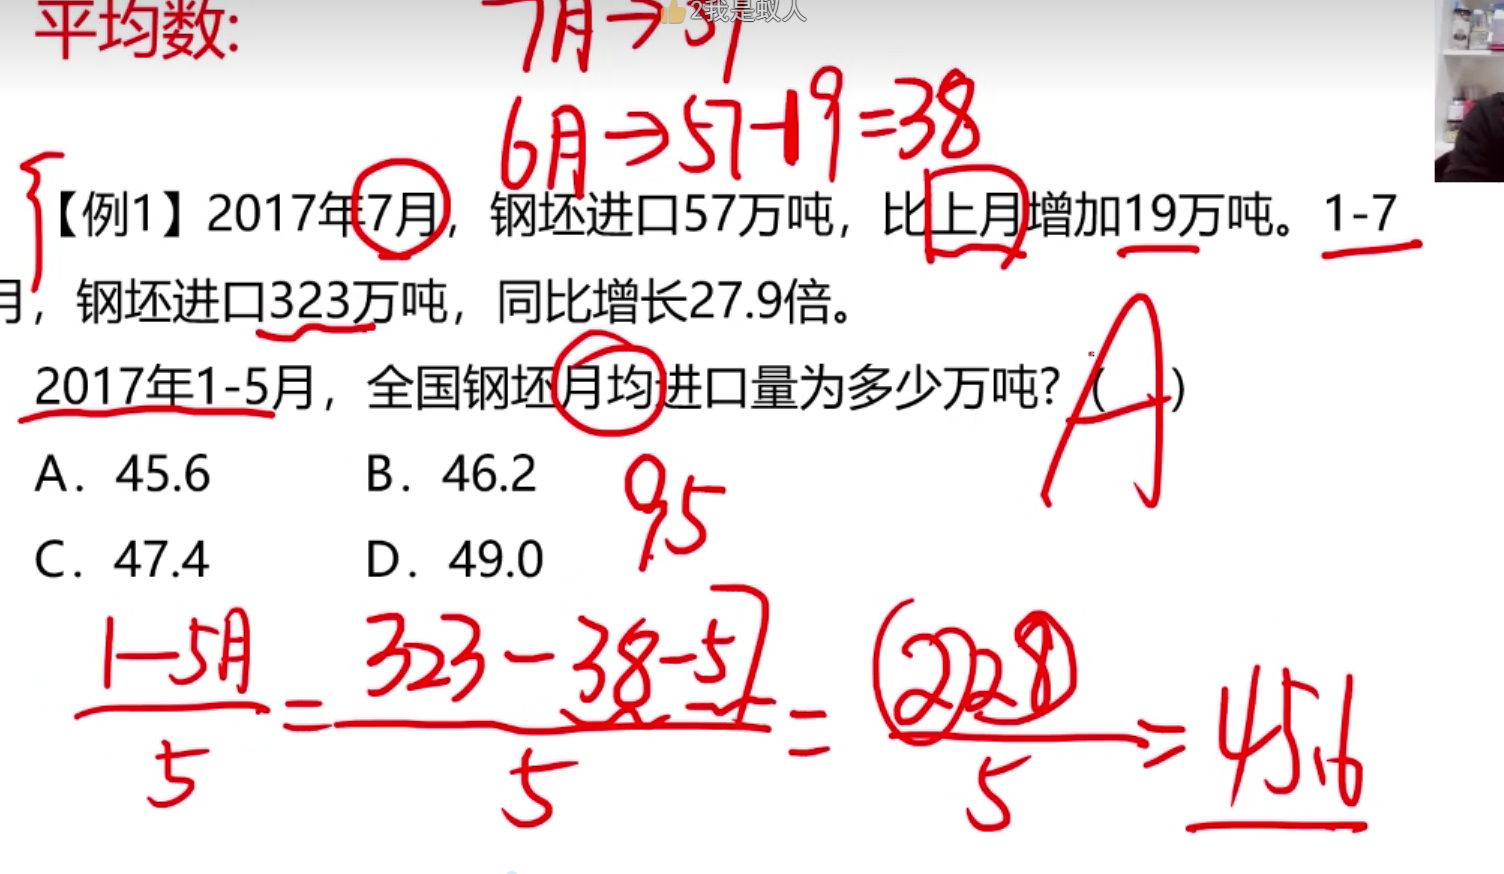 平均数:
2我是蚁人
7月→57
6月→57-19=38
【例1】2017年7月，钢坯进口57万吨，比上月增加19万吨。1-7
月，钢坯进口323万吨，同比增长27.9倍。
2017年1-5月，全国钢坯月均进口量为多少万吨?（ A ）
A．45.6 B．46.2
95
C．47.4 D．49.0
1-5月/5 = 323-38-57/5 = 228/5 = 45.6